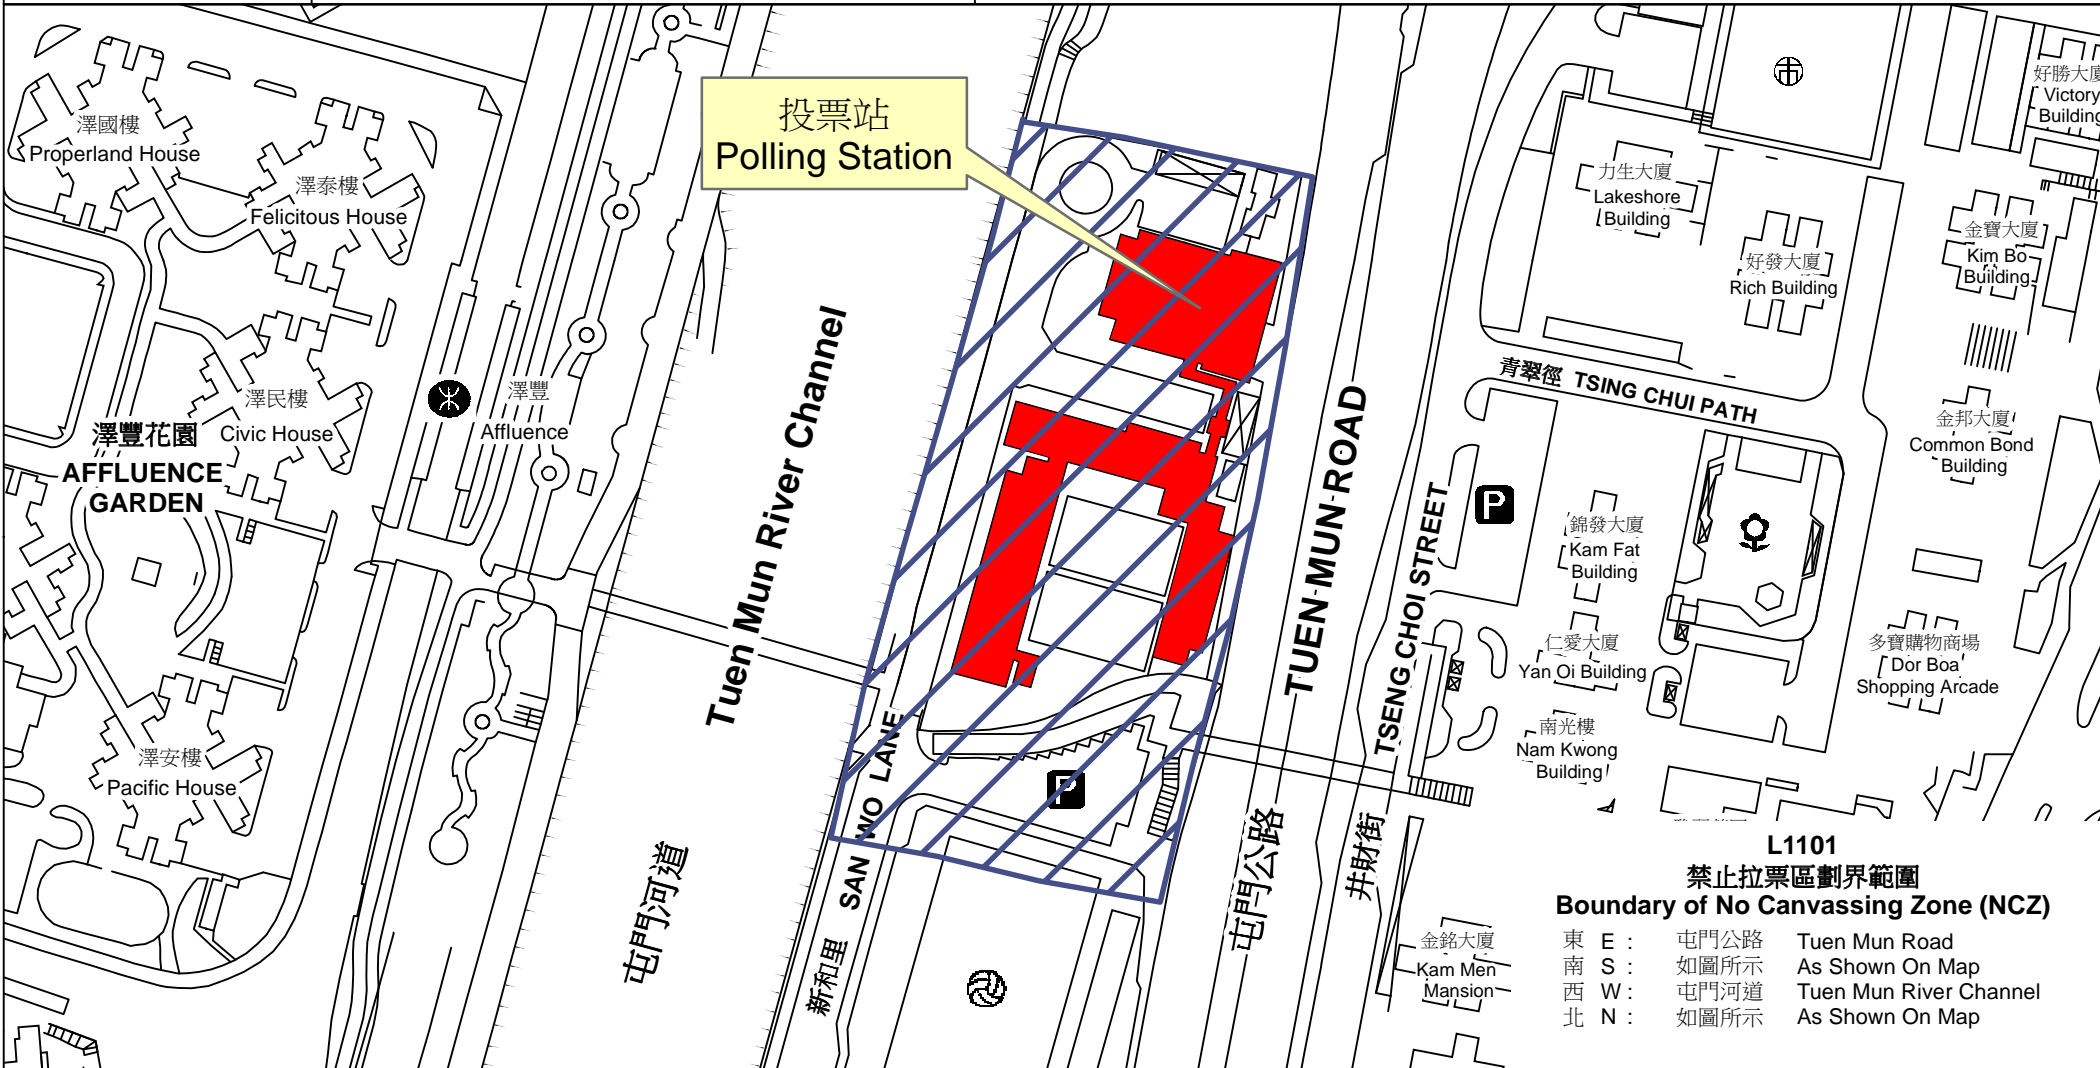 投票站
Polling Station
澤國樓
Properland House
澤泰樓
Felicitous House
澤民樓
Civic House
澤豐花園
AFFLUENCE
GARDEN
澤豐
Affluence
澤安樓
Pacific House
Tuen Mun River Channel
屯門河道
SAN WO LANE
新和里
TUEN MUN ROAD
屯門公路
TSENG CHOI STREET
井財街
青翠徑 TSING CHUI PATH
好勝大廈
Victory
Building
力生大廈
Lakeshore
Building
好發大廈
Rich Building
金寶大廈
Kim Bo
Building
金邦大廈
Common Bond
Building
P
錦發大廈
Kam Fat
Building
仁愛大廈
Yan Oi Building
多寶購物商場
Dor Boa
Shopping Arcade
南光樓
Nam Kwong
Building
P
金銘大廈
Kam Men
Mansion
L1101
禁止拉票區劃界範圍
Boundary of No Canvassing Zone (NCZ)
東 E : 屯門公路 Tuen Mun Road
南 S : 如圖所示 As Shown On Map
西 W : 屯門河道 Tuen Mun River Channel
北 N : 如圖所示 As Shown On Map